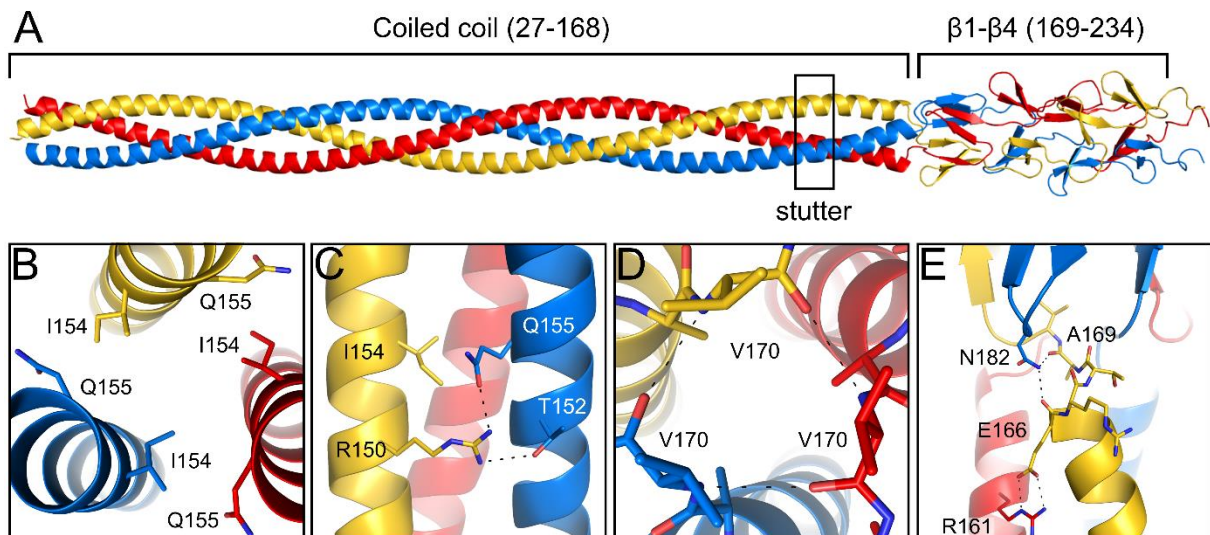 A
Coiled coil (27-168)
β1-β4 (169-234)
stutter
B
Q155
I154
I154
Q155
I154
Q155
C
Q155
I154
T152
R150
D
V170
V170
V170
E
A169
N182
E166
R161